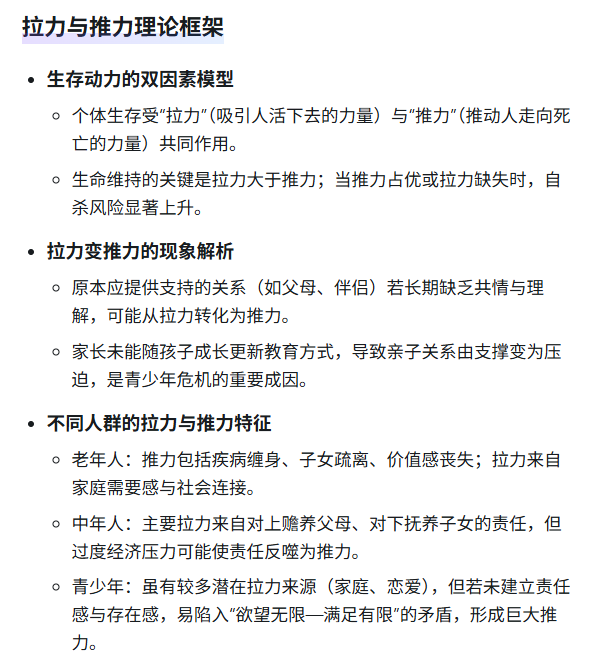 拉力与推力理论框架
生存动力的双因素模型
个体生存受“拉力”（吸引人活下去的力量）与“推力”（推动人走向死
亡的力量）共同作用。
生命维持的关键是拉力大于推力；当推力占优或拉力缺失时，自
杀风险显著上升。
拉力变推力的现象解析
原本应提供支持的关系（如父母、伴侣）若长期缺乏共情与理
解，可能从拉力转化为推力。
家长未能随孩子成长更新教育方式，导致亲子关系由支撑变为压
迫，是青少年危机的重要成因。
不同人群的拉力与推力特征
老年人：推力包括疾病缠身、子女疏离、价值感丧失；拉力来自
家庭需要感与社会连接。
中年人：主要拉力来自对上赡养父母、对下抚养子女的责任，但
过度经济压力可能使责任反噬为推力。
青少年：虽有较多潜在拉力来源（家庭、恋爱），但若未建立责任
感与存在感，易陷入“欲望无限—满足有限”的矛盾，形成巨大推
力。